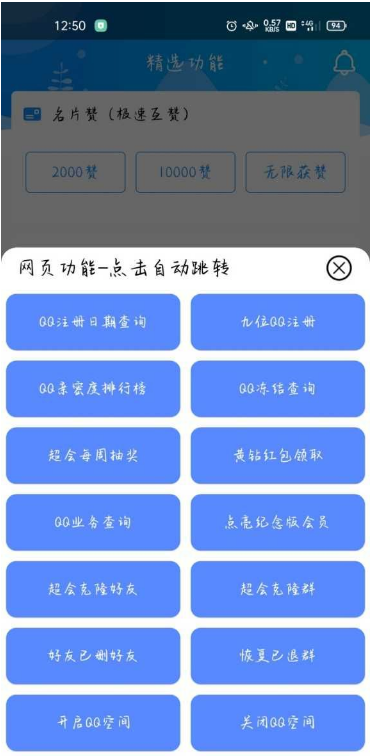 12:50
0.57
KB/S
HD
4G
94
精选功能
名片赞（极速互赞）
2000赞
10000赞
无限获赞
网页功能-点击自动跳转
QQ注册日期查询
九位QQ注册
QQ亲密度排行榜
QQ冻结查询
超会每周抽奖
黄钻红包领取
QQ业务查询
点亮纪念版会员
超会克隆好友
超会克隆群
好友已删好友
恢复已退群
开启QQ空间
关闭QQ空间